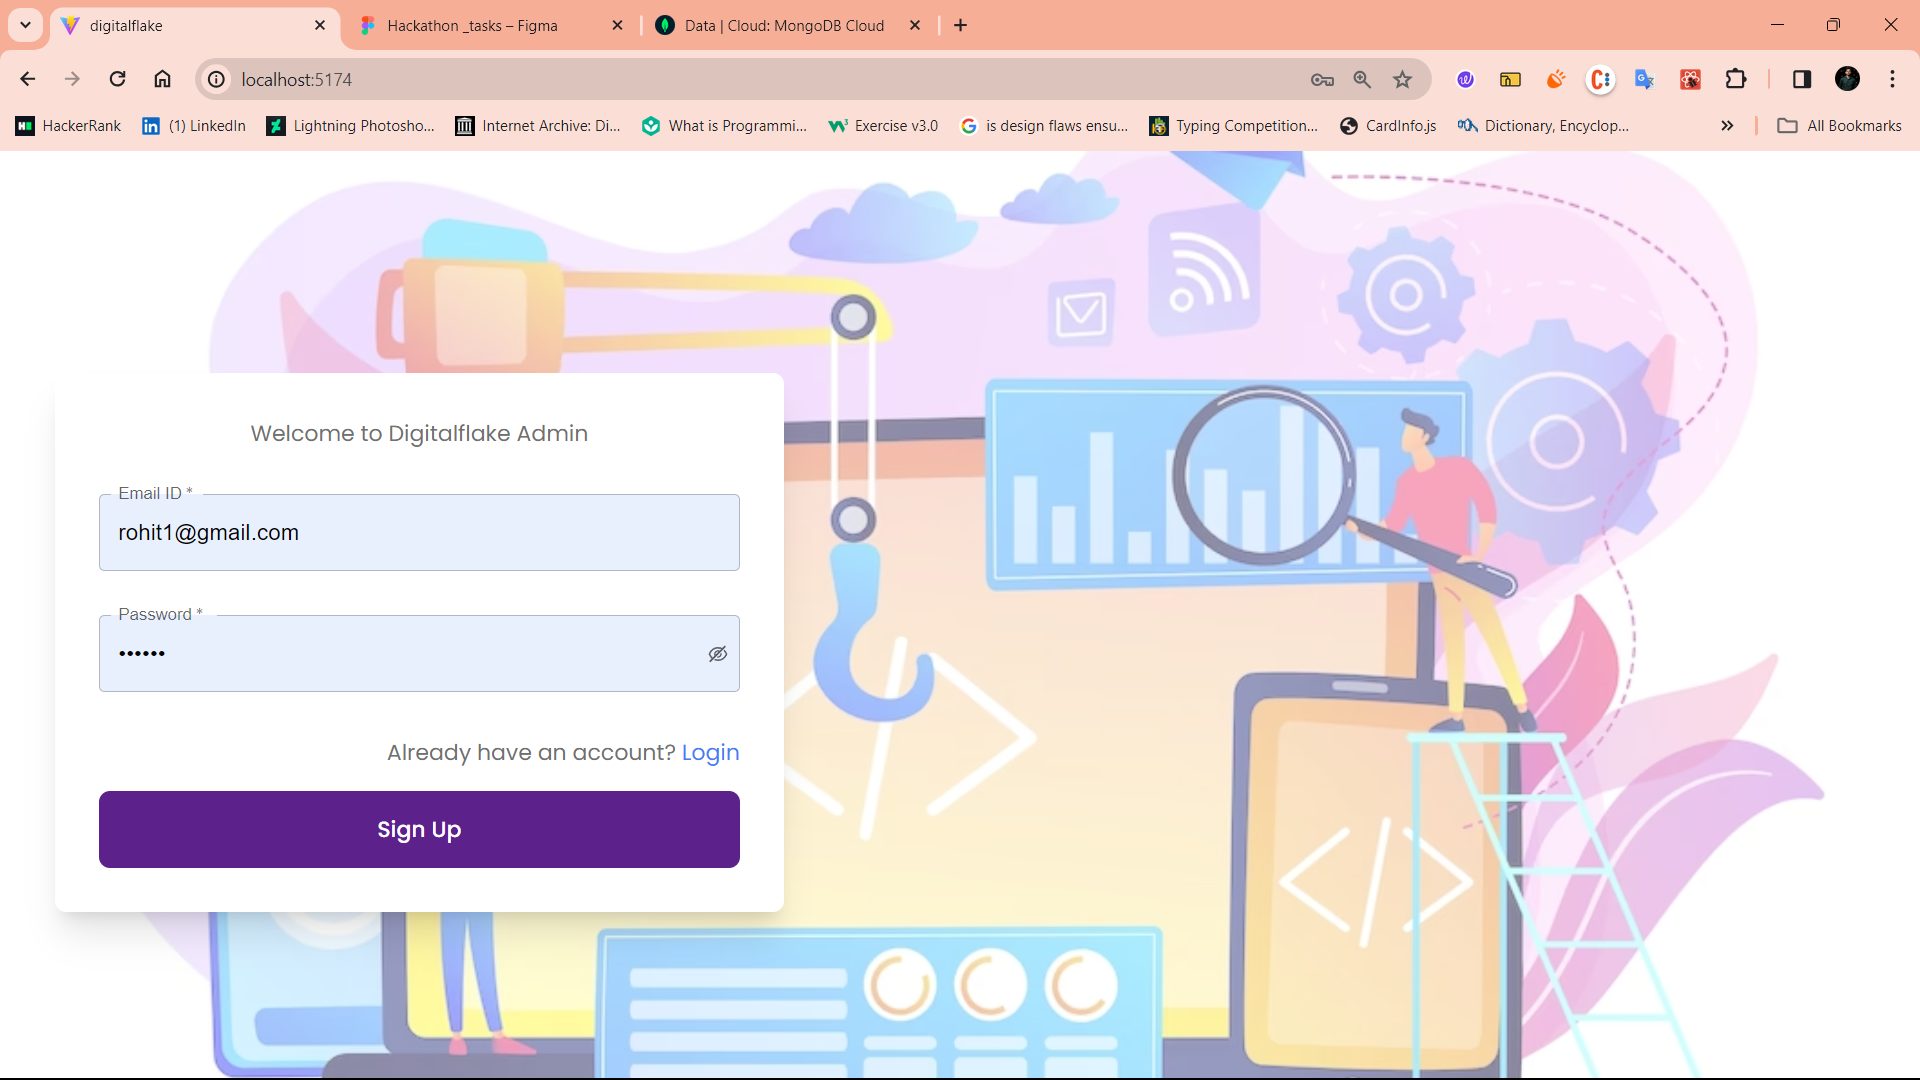 digitalflake
Hackathon _tasks – Figma
Data | Cloud: MongoDB Cloud
localhost:5174
HackerRank
(1) LinkedIn
Lightning Photosho...
Internet Archive: Di...
What is Programmi...
Exercise v3.0
is design flaws ensu...
Typing Competition...
CardInfo.js
Dictionary, Encyclop...
All Bookmarks
Welcome to Digitalflake Admin
Email ID *
rohit1@gmail.com
Password *
••••••
Already have an account? Login
Sign Up